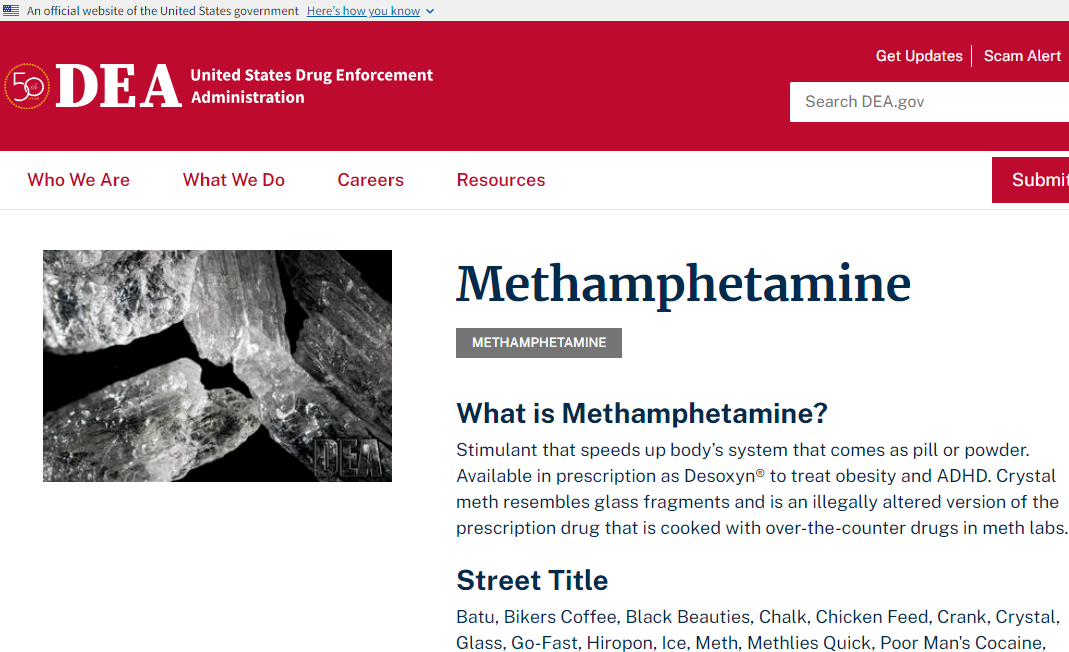 An official website of the United States government Here's how you know
50th
DEA
United States Drug Enforcement
Administration
Get Updates
Scam Alert
Search DEA.gov
Who We Are
What We Do
Careers
Resources
Submit
DEA
Methamphetamine
METHAMPHETAMINE
What is Methamphetamine?
Stimulant that speeds up body’s system that comes as pill or powder.
Available in prescription as Desoxyn® to treat obesity and ADHD. Crystal
meth resembles glass fragments and is an illegally altered version of the
prescription drug that is cooked with over-the-counter drugs in meth labs.
Street Title
Batu, Bikers Coffee, Black Beauties, Chalk, Chicken Feed, Crank, Crystal,
Glass, Go-Fast, Hiropon, Ice, Meth, Methlies Quick, Poor Man's Cocaine,